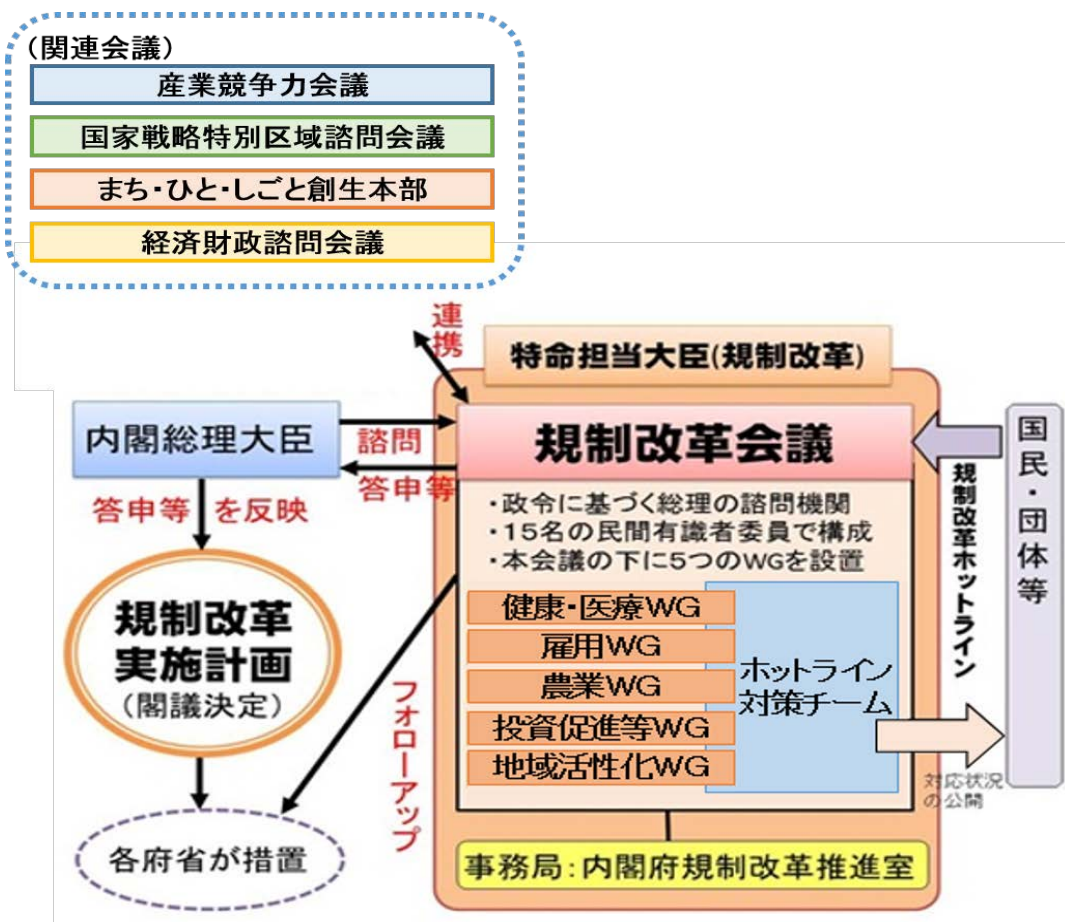 (関連会議)
産業競争力会議
国家戦略特別区域諮問会議
まち・ひと・しごと創生本部
経済財政諮問会議
連携
特命担当大臣(規制改革)
内閣総理大臣
諮問
答申等
規制改革会議
国民・団体等
規制改革ホットライン
答申等を反映
・政令に基づく総理の諮問機関
・15名の民間有識者委員で構成
・本会議の下に5つのWGを設置
規制改革
実施計画
(閣議決定)
健康・医療WG
雇用WG
農業WG
投資促進等WG
地域活性化WG
ホットライン
対策チーム
フォローアップ
対応状況
の公開
各府省が措置
事務局:内閣府規制改革推進室